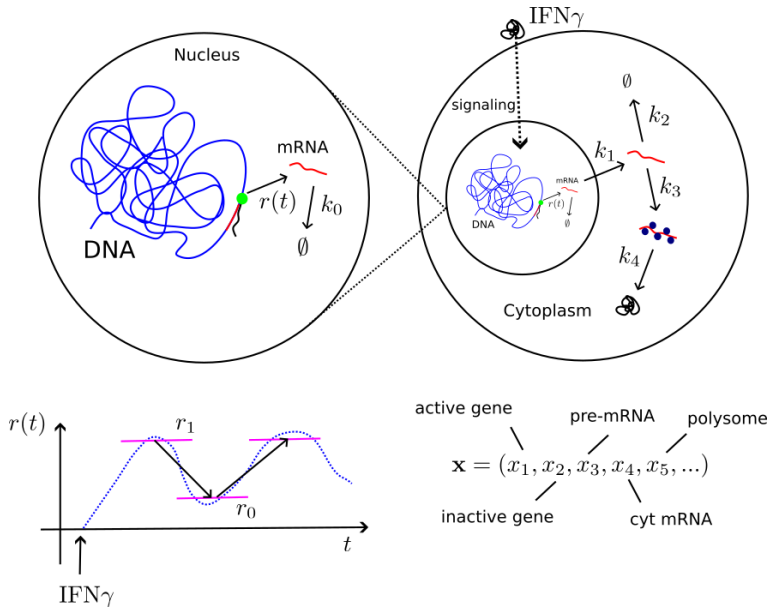 Nucleus
mRNA
r(t)
k₀
∅
DNA
IFNγ
signaling
∅
k₂
k₁
k₃
mRNA
r(t)
∅
DNA
k₄
Cytoplasm
r(t)
r₁
r₀
t
IFNγ
active gene
pre-mRNA
polysome
x = (x₁, x₂, x₃, x₄, x₅, ...)
inactive gene
cyt mRNA